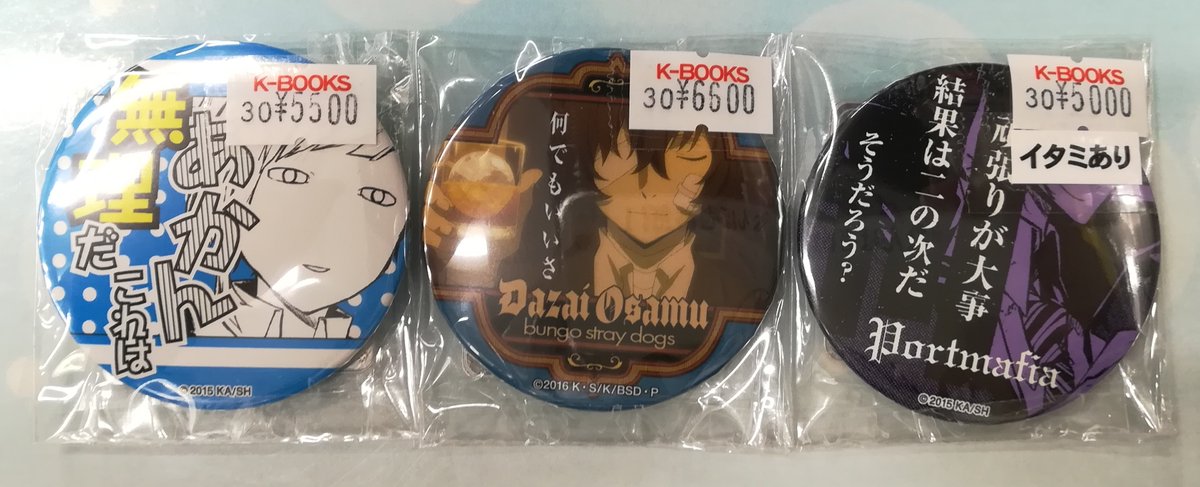 K-BOOKS
30¥5500
無理だ
あかん
これは
©2015 KA/SH
K-BOOKS
30¥6600
何でもいいさ
Dazai Osamu
bungo stray dogs
©2016 K・S/K/BSD・P
K-BOOKS
30¥5000
イタミあり
張りが大事
結果は二の次だ
そうだろう?
Portmafia
©2015 KA/SH